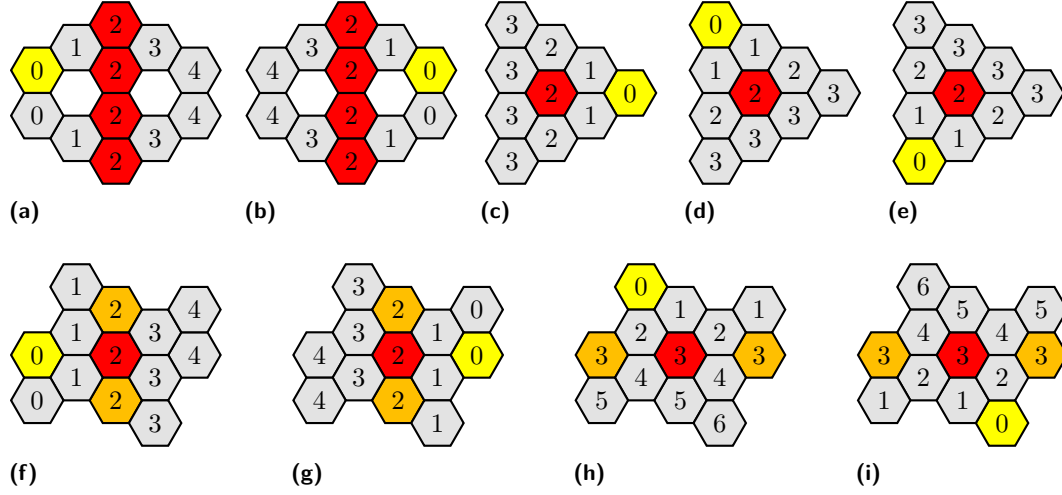 2 2
1 3 3 1
0 2 4 4 2 0
0 2 4 4 2 0
1 3 3 1
2 2
3 2 3 1 2 0 3 1 2 3
0 1 1 2 2 3 3 3 3
3 3 2 3 3 2 1 0 1 2
(a) (b) (c) (d) (e)
1 2 4 1 3 4 0 2 1 3 2
3 2 0 3 2 1 0 4 3 1 4 2 1
0 1 1 3 2 2 3 3 4 4 5 5 6
6 5 5 4 4 3 3 3 2 2 1 1 0
(f) (g) (h) (i)